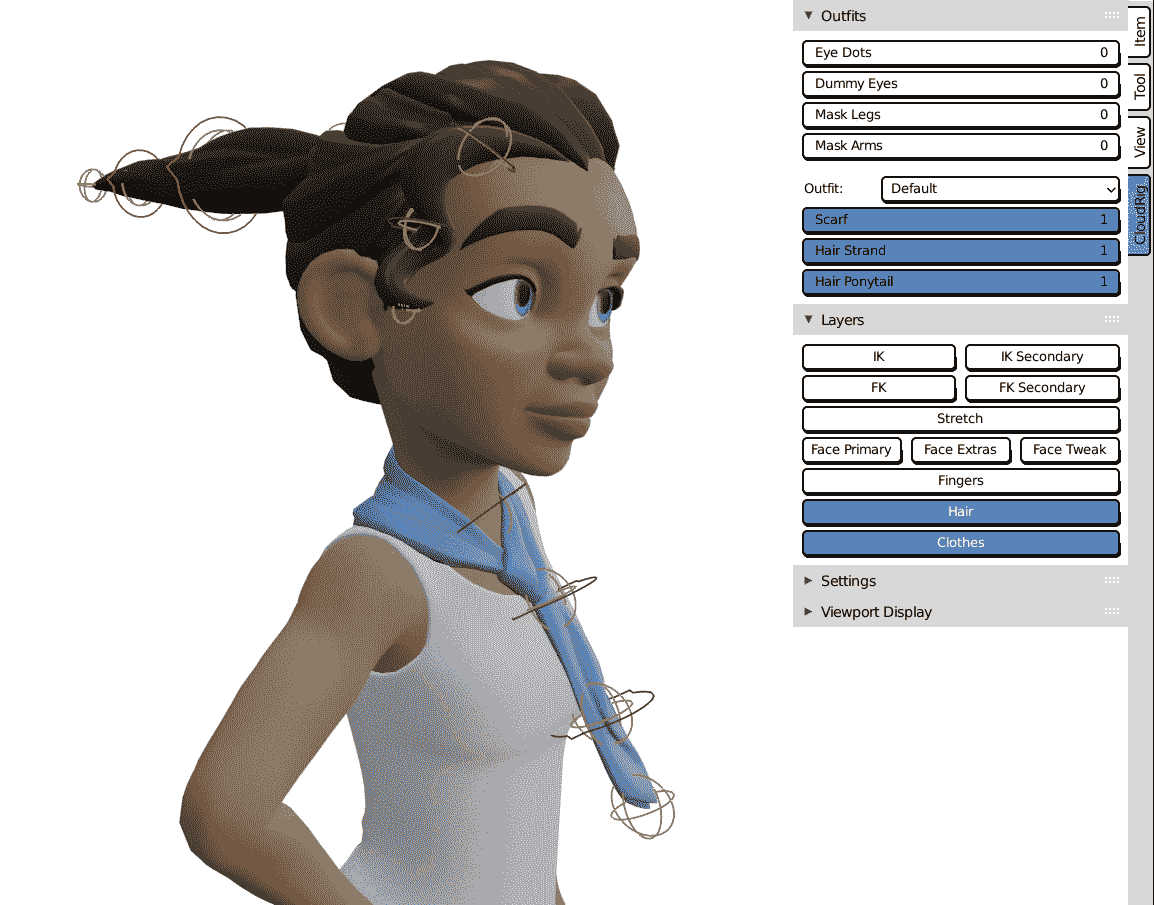 Outfits
Eye Dots 0
Dummy Eyes 0
Mask Legs 0
Mask Arms 0
Outfit: Default
Scarf 1
Hair Strand 1
Hair Ponytail 1
Layers
IK IK Secondary
FK FK Secondary
Stretch
Face Primary Face Extras Face Tweak
Fingers
Hair
Clothes
Settings
Viewport Display
Item
Tool
View
CloudRig